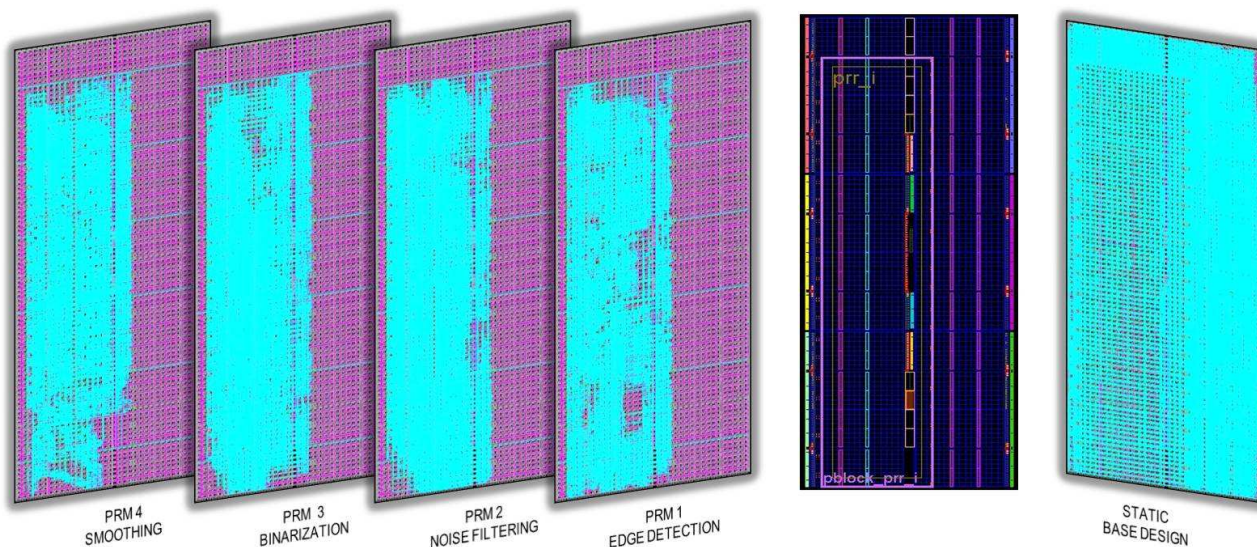 prr_i
pblock_prr_i
PRM 4
SMOOTHING
PRM 3
BINARIZATION
PRM 2
NOISE FILTERING
PRM 1
EDGE DETECTION
STATIC
BASE DESIGN